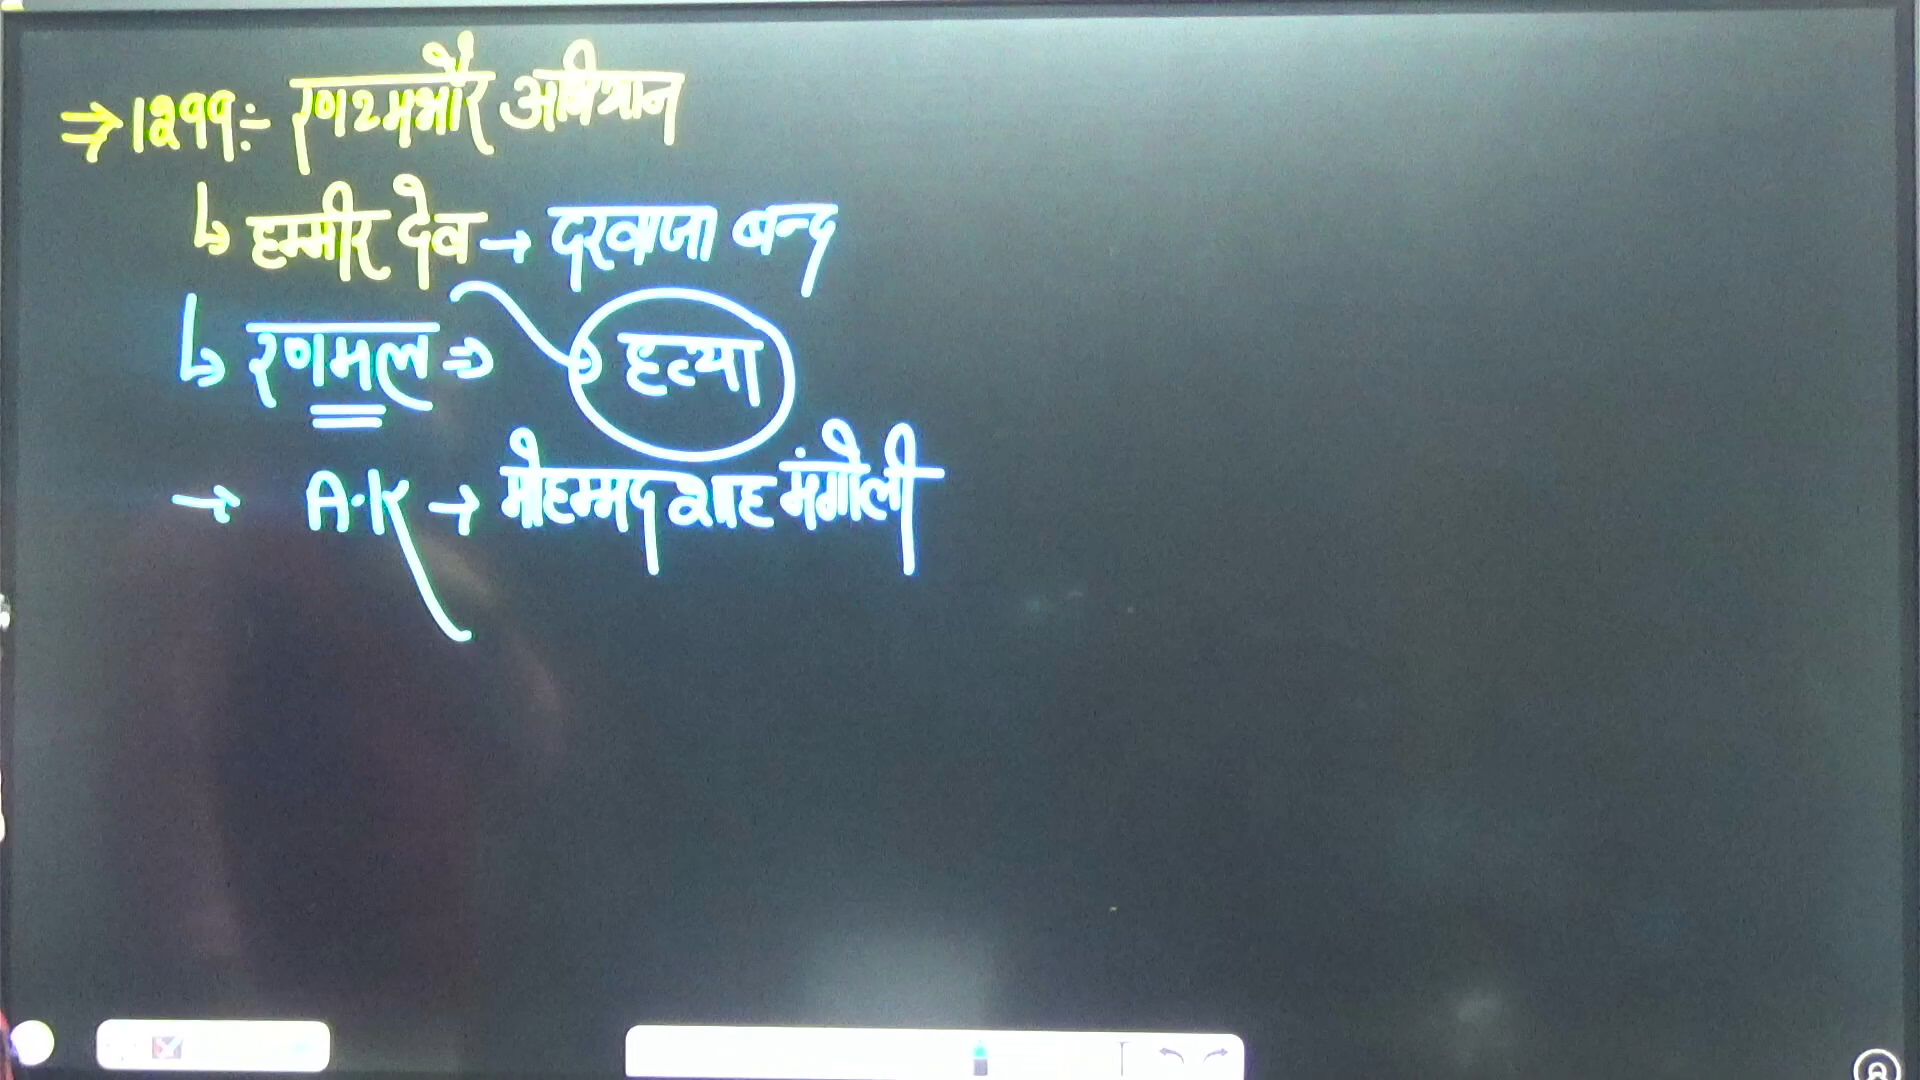 ⇒ 1299:- रणथम्भौर अभियान
↳ हम्मीर देव → दरवाजा बन्द
↳ रणमल ⇒ हत्या
→ A.K → मोहम्मद शाह मंगोली